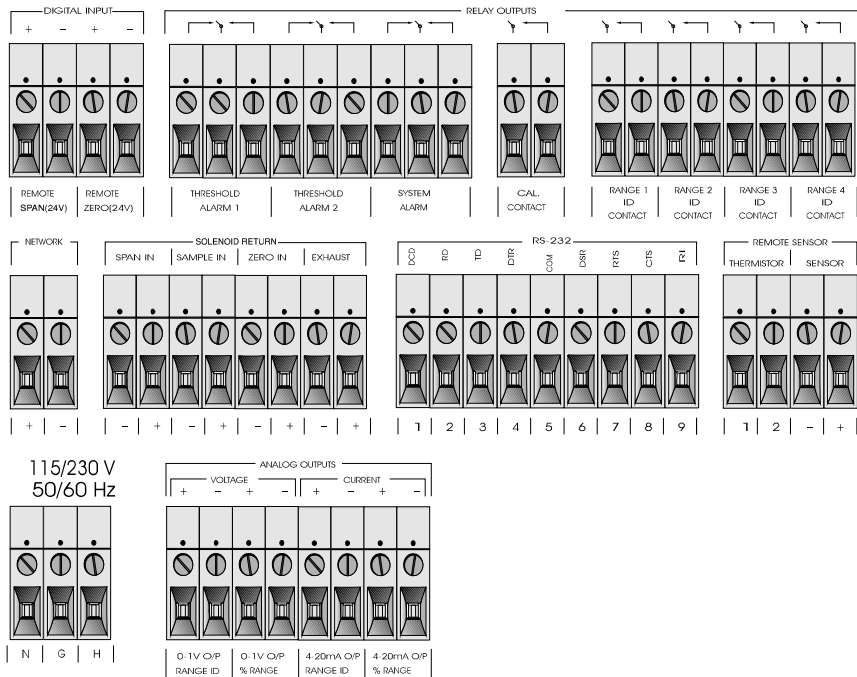 DIGITAL INPUT
+ − + −
RELAY OUTPUTS
REMOTE SPAN(24V)
REMOTE ZERO(24V)
THRESHOLD ALARM 1
THRESHOLD ALARM 2
SYSTEM ALARM
CAL. CONTACT
RANGE 1 ID CONTACT
RANGE 2 ID CONTACT
RANGE 3 ID CONTACT
RANGE 4 ID CONTACT
NETWORK
+ −
SOLENOID RETURN
SPAN IN SAMPLE IN ZERO IN EXHAUST
− + − + − + − +
RS-232
DCD RD TD DTR COM DSR RTS CTS RI
1 2 3 4 5 6 7 8 9
REMOTE SENSOR
THERMISTOR SENSOR
1 2 − +
115/230 V
50/60 Hz
N G H
ANALOG OUTPUTS
VOLTAGE CURRENT
+ − + − + − + −
0-1V O/P RANGE ID
0-1V O/P % RANGE
4-20mA O/P RANGE ID
4-20mA O/P % RANGE